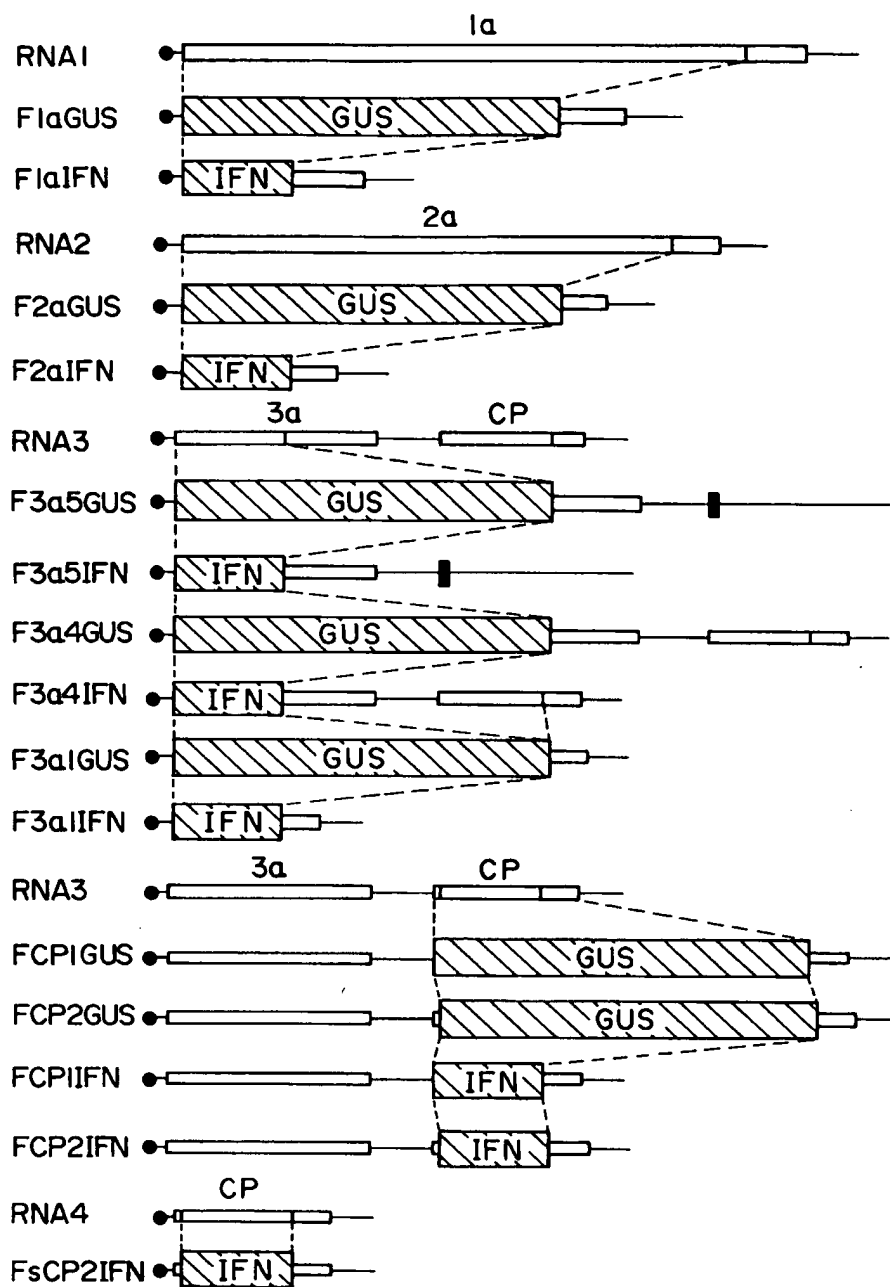 1a
RNA1
F1aGUS GUS
F1aIFN IFN
2a
RNA2
F2aGUS GUS
F2aIFN IFN
3a CP
RNA3
F3a5GUS GUS
F3a5IFN IFN
F3a4GUS GUS
F3a4IFN IFN
F3a1GUS GUS
F3a1IFN IFN
3a CP
RNA3
FCP1GUS GUS
FCP2GUS GUS
FCP1IFN IFN
FCP2IFN IFN
CP
RNA4
FsCP2IFN IFN